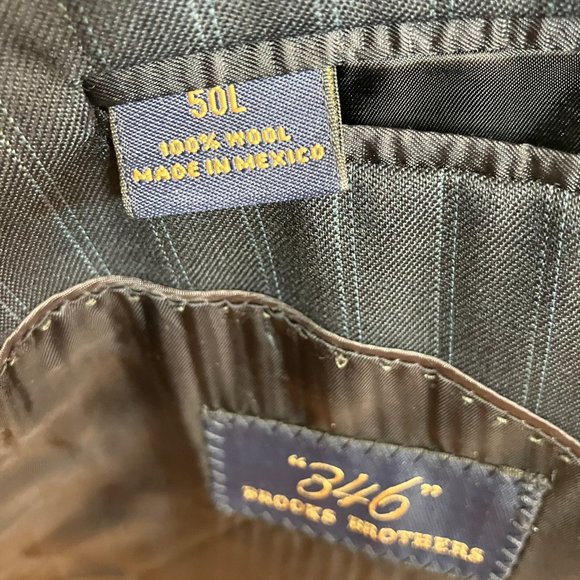 50L
100% WOOL
MADE IN MEXICO
"346"
BROOKS BROTHERS